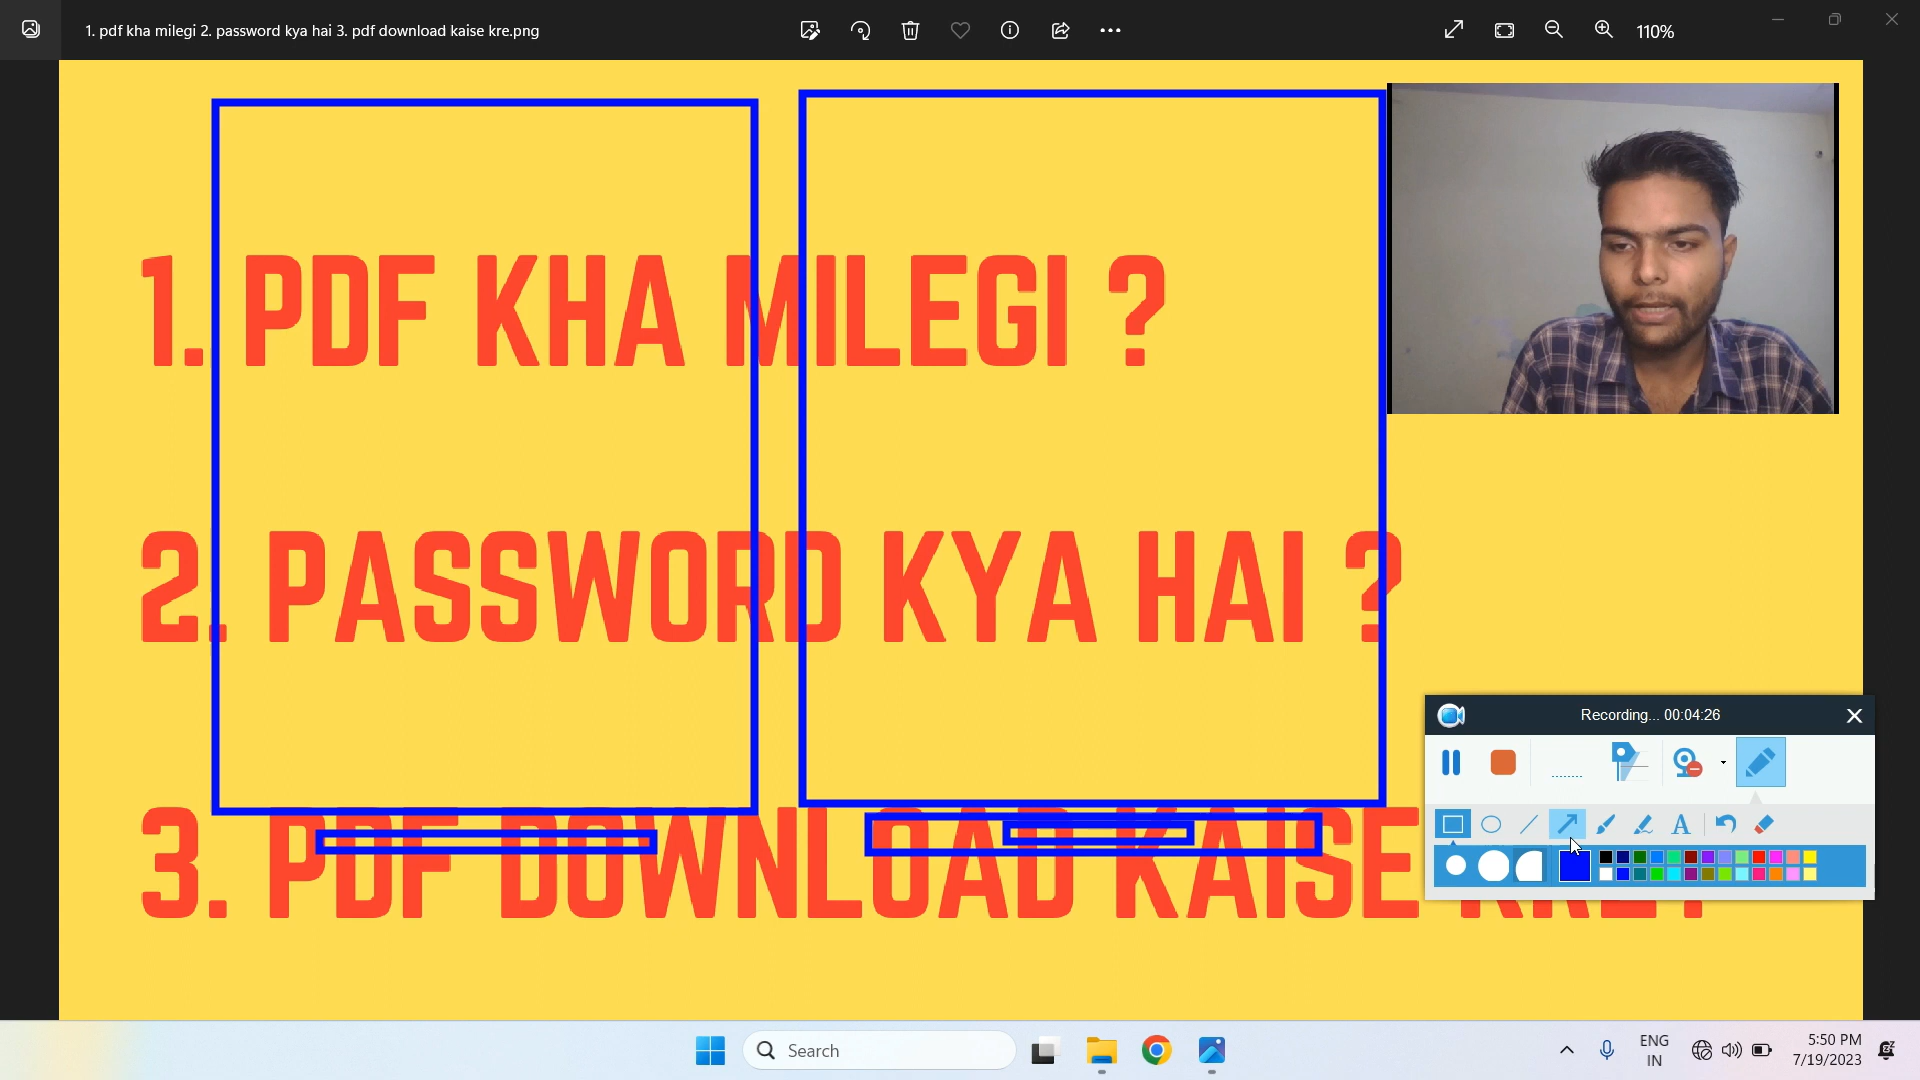 1. pdf kha milegi 2. password kya hai 3. pdf download kaise kre.png
110%
1. PDF KHA MILEGI ?
2. PASSWORD KYA HAI ?
3. PDF DOWNLOAD KAISE
Recording... 00:04:26
A
Search
ENG
IN
5:50 PM
7/19/2023